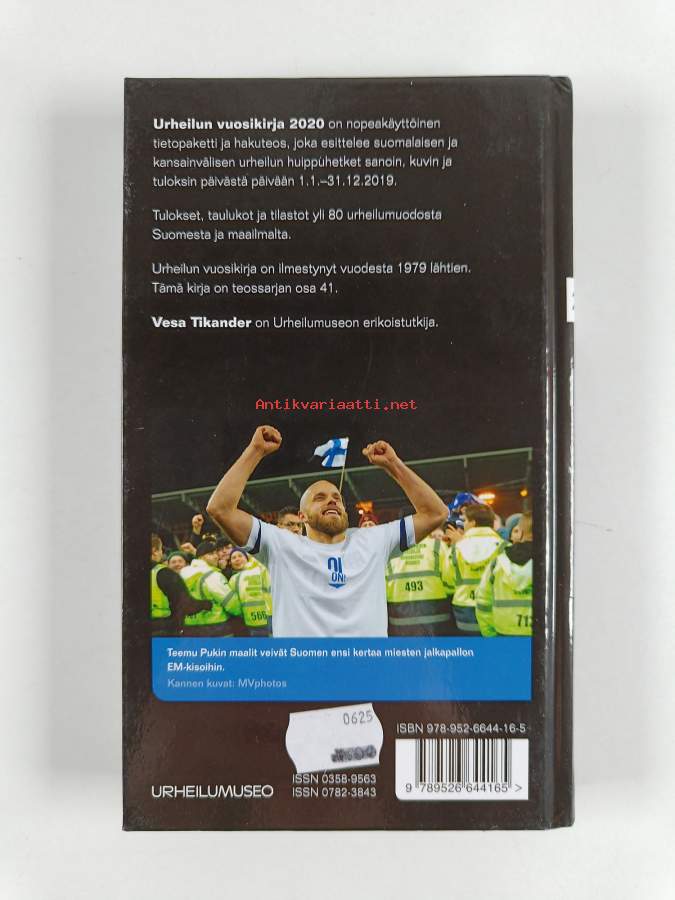 Urheilun vuosikirja 2020 on nopeakäyttöinen
tietopaketti ja hakuteos, joka esittelee suomalaisen ja
kansainvälisen urheilun huippuhetket sanoin, kuvin ja
tuloksin päivästä päivään 1.1.–31.12.2019.
Tulokset, taulukot ja tilastot yli 80 urheilumuodosta
Suomesta ja maailmalta.
Urheilun vuosikirja on ilmestynyt vuodesta 1979 lähtien.
Tämä kirja on teossarjan osa 41.
Vesa Tikander on Urheilumuseon erikoistutkija.
Antikvariaatti.net
493
566
713
Teemu Pukin maalit veivät Suomen ensi kertaa miesten jalkapallon
EM-kisoihin.
Kannen kuvat: MVphotos
0625
ISBN 978-952-6644-16-5
ISSN 0358-9563
ISSN 0782-3843
URHEILUMUSEO
9 789526 644165 >